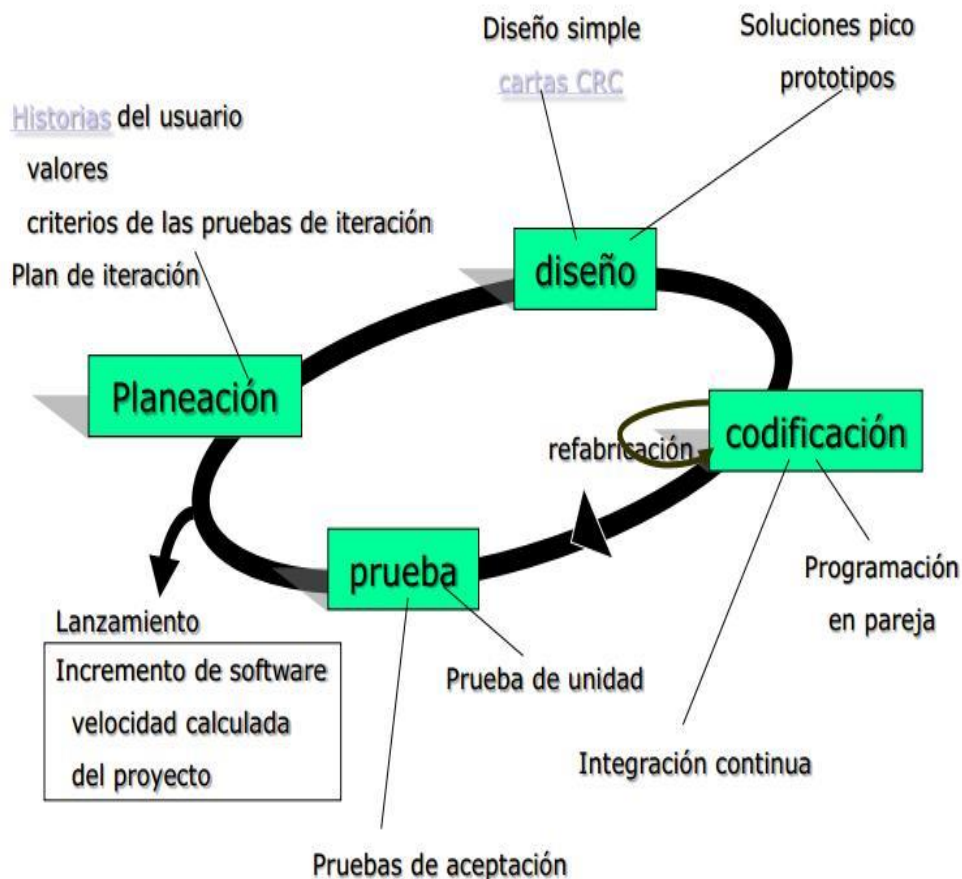 Diseño simple
cartas CRC
Soluciones pico
prototipos
Historias del usuario
valores
criterios de las pruebas de iteración
Plan de iteración
diseño
Planeación
codificación
refabricación
prueba
Programación
en pareja
Lanzamiento
Incremento de software
velocidad calculada
del proyecto
Prueba de unidad
Integración continua
Pruebas de aceptación